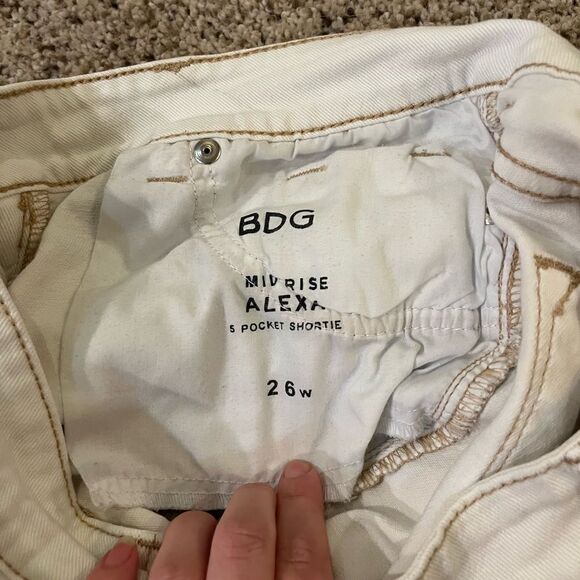 BDG
MID RISE
ALEXA
5 POCKET SHORTIE
26W